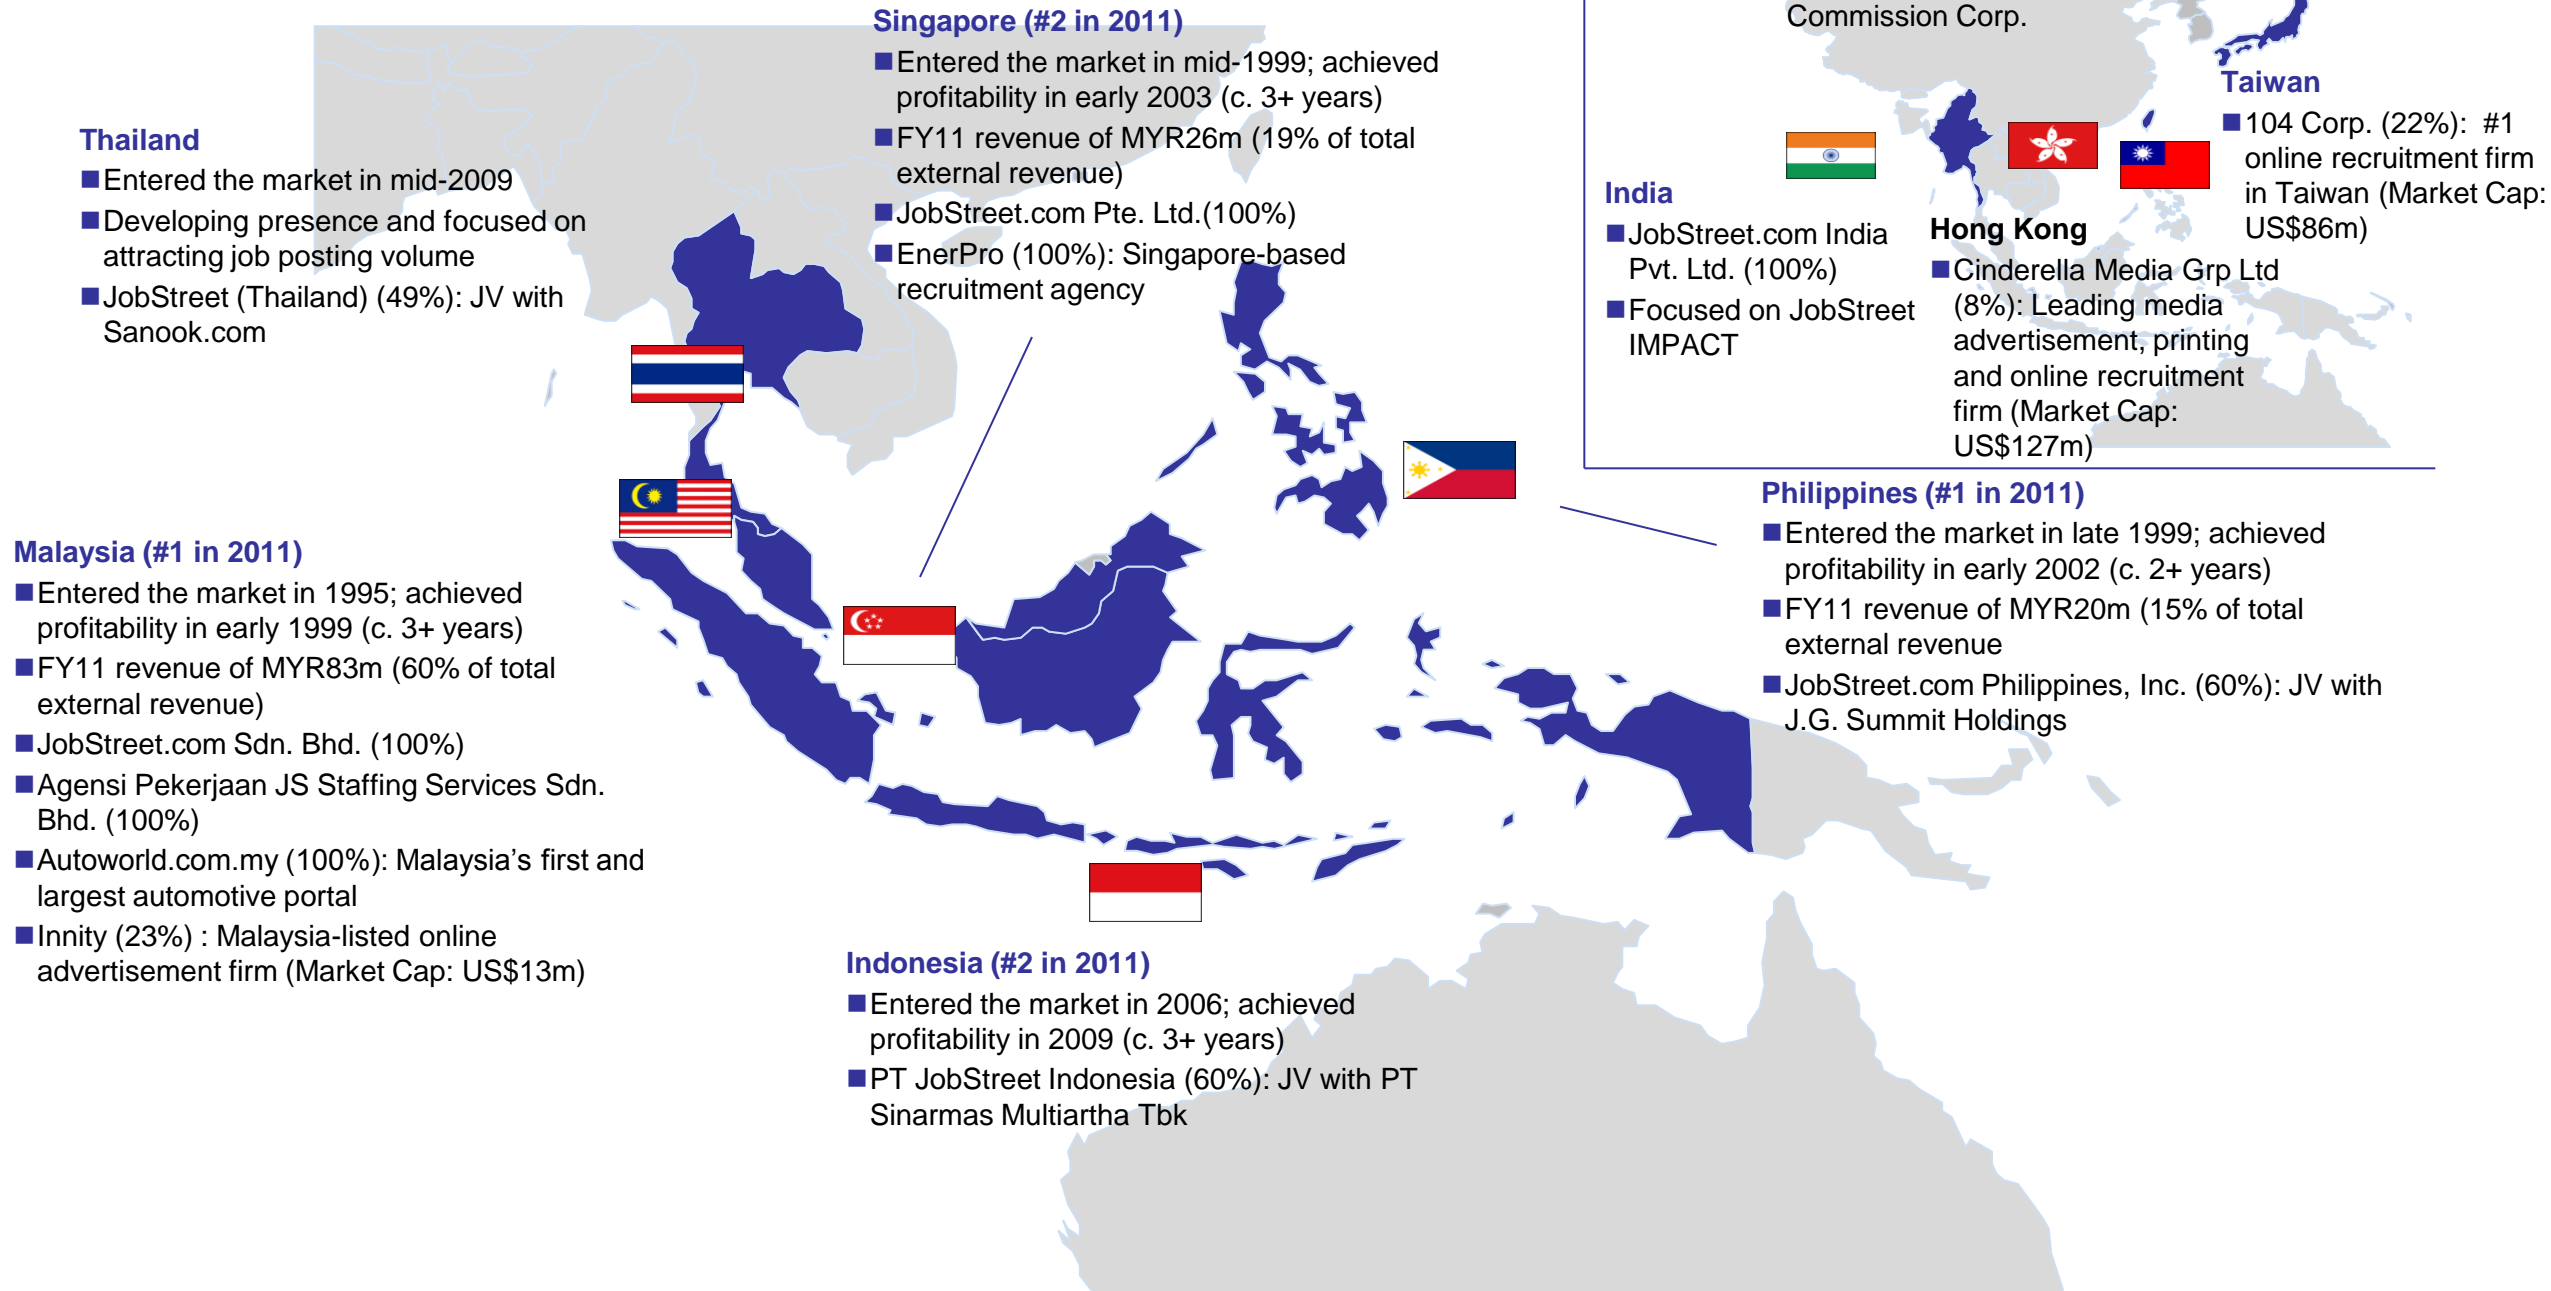 Singapore (#2 in 2011)
■Entered the market in mid-1999; achieved
profitability in early 2003 (c. 3+ years)
■FY11 revenue of MYR26m (19% of total
external revenue)
■JobStreet.com Pte. Ltd.(100%)
■EnerPro (100%): Singapore-based
recruitment agency
Commission Corp.
Taiwan
■104 Corp. (22%):  #1
online recruitment firm
in Taiwan (Market Cap:
US$86m)
Thailand
■Entered the market in mid-2009
■Developing presence and focused on
attracting job posting volume
■JobStreet (Thailand) (49%): JV with
Sanook.com
India
■JobStreet.com India
Pvt. Ltd. (100%)
■Focused on JobStreet
IMPACT
Hong Kong
■Cinderella Media Grp Ltd
(8%): Leading media
advertisement, printing
and online recruitment
firm (Market Cap:
US$127m)
Philippines (#1 in 2011)
■Entered the market in late 1999; achieved
profitability in early 2002 (c. 2+ years)
■FY11 revenue of MYR20m (15% of total
external revenue
■JobStreet.com Philippines, Inc. (60%): JV with
J.G. Summit Holdings
Malaysia (#1 in 2011)
■Entered the market in 1995; achieved
profitability in early 1999 (c. 3+ years)
■FY11 revenue of MYR83m (60% of total
external revenue)
■JobStreet.com Sdn. Bhd. (100%)
■Agensi Pekerjaan JS Staffing Services Sdn.
Bhd. (100%)
■Autoworld.com.my (100%): Malaysia’s first and
largest automotive portal
■Innity (23%) : Malaysia-listed online
advertisement firm (Market Cap: US$13m)
Indonesia (#2 in 2011)
■Entered the market in 2006; achieved
profitability in 2009 (c. 3+ years)
■PT JobStreet Indonesia (60%): JV with PT
Sinarmas Multiartha Tbk